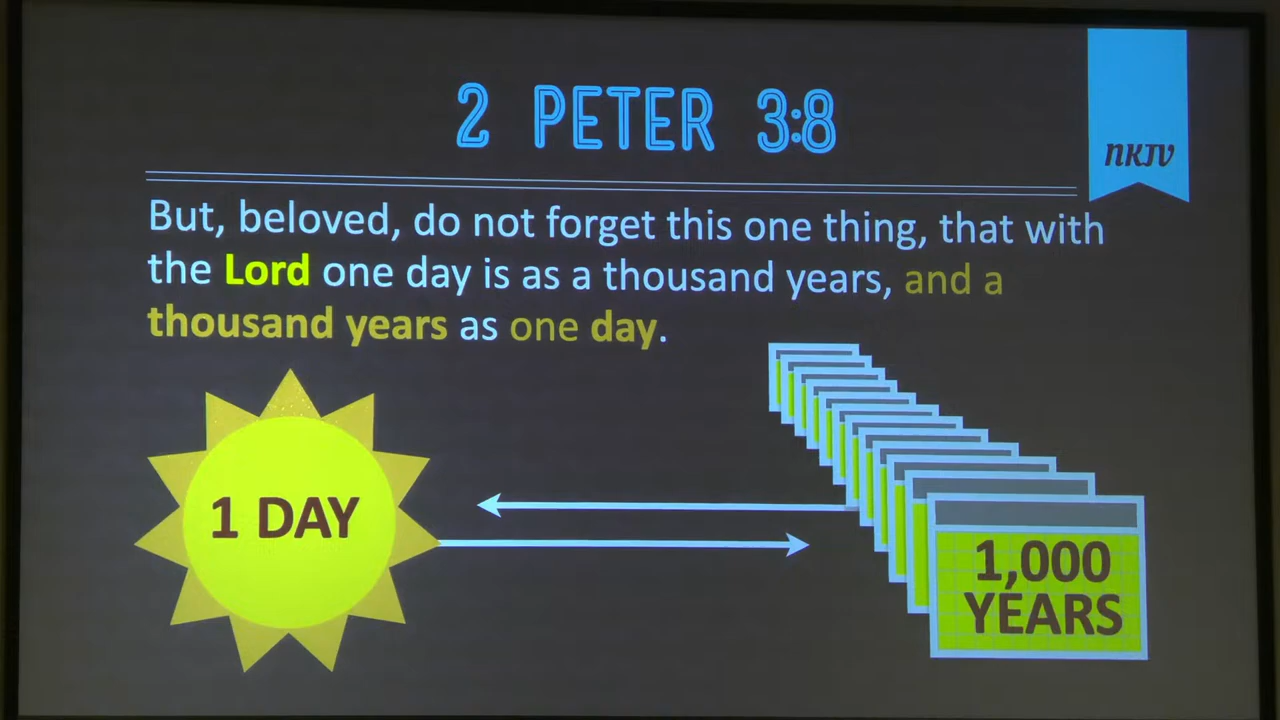 2 PETER 3:8
NKJV
But, beloved, do not forget this one thing, that with
the Lord one day is as a thousand years, and a
thousand years as one day.
1 DAY
1,000
YEARS